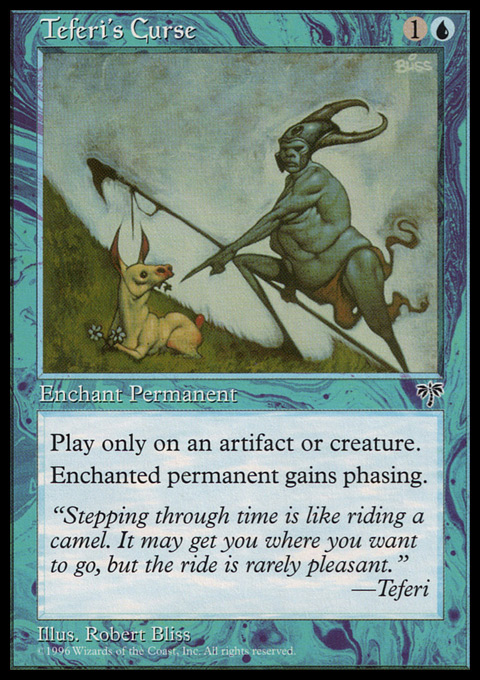 Teferi's Curse
1
Bliss
Enchant Permanent
Play only on an artifact or creature.
Enchanted permanent gains phasing.
“Stepping through time is like riding a
camel. It may get you where you want
to go, but the ride is rarely pleasant.”
—Teferi
Illus. Robert Bliss
©1996 Wizards of the Coast, Inc. All rights reserved.